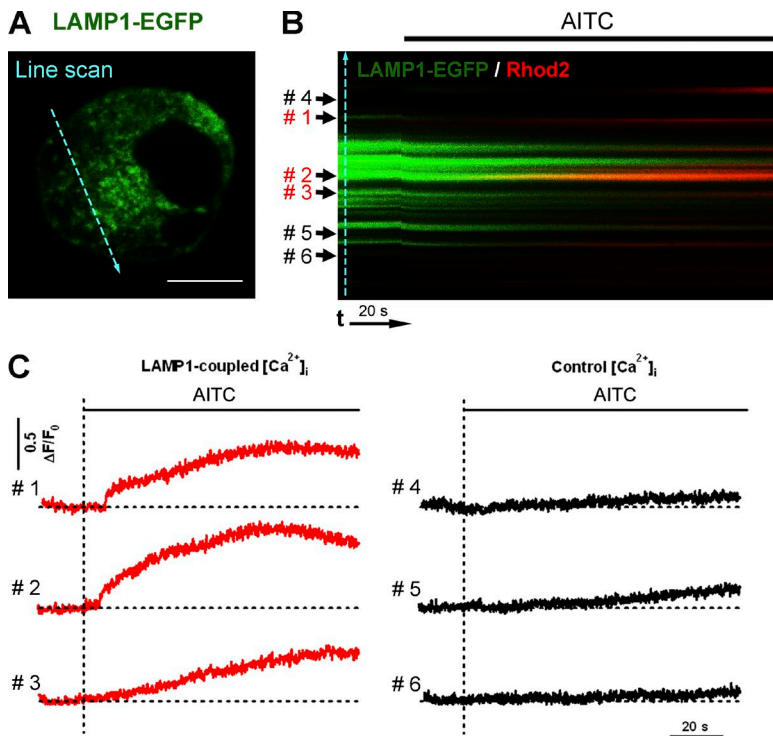 A LAMP1-EGFP
Line scan
B AITC
LAMP1-EGFP / Rhod2
# 4
# 1
# 2
# 3
# 5
# 6
t 20 s
C LAMP1-coupled [Ca²⁺]ᵢ
AITC
0.5
ΔF/F₀
# 1
# 2
# 3
Control [Ca²⁺]ᵢ
AITC
# 4
# 5
# 6
20 s